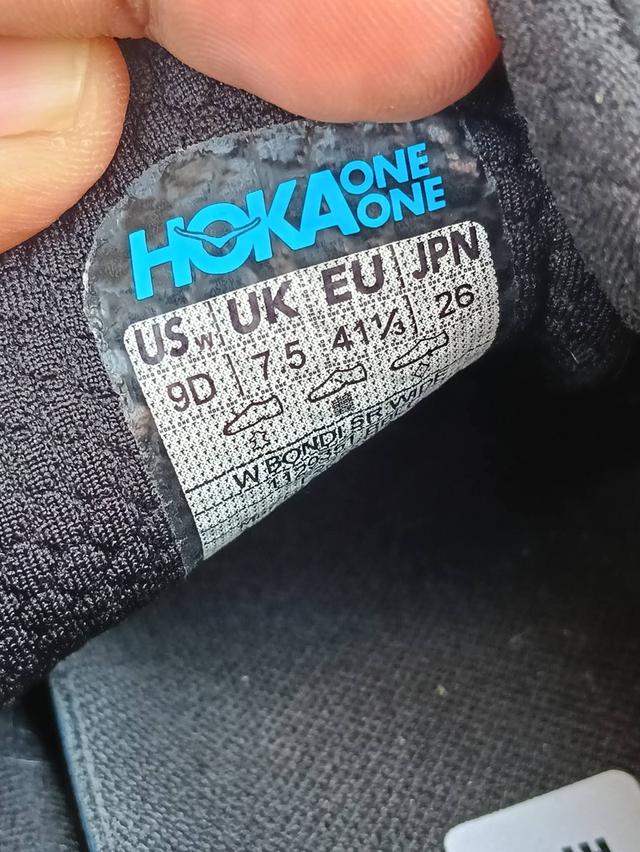 HOKA ONE ONE
US W UK EU JPN
9D 7.5 41⅓ 26
W BONDI SR WIDE